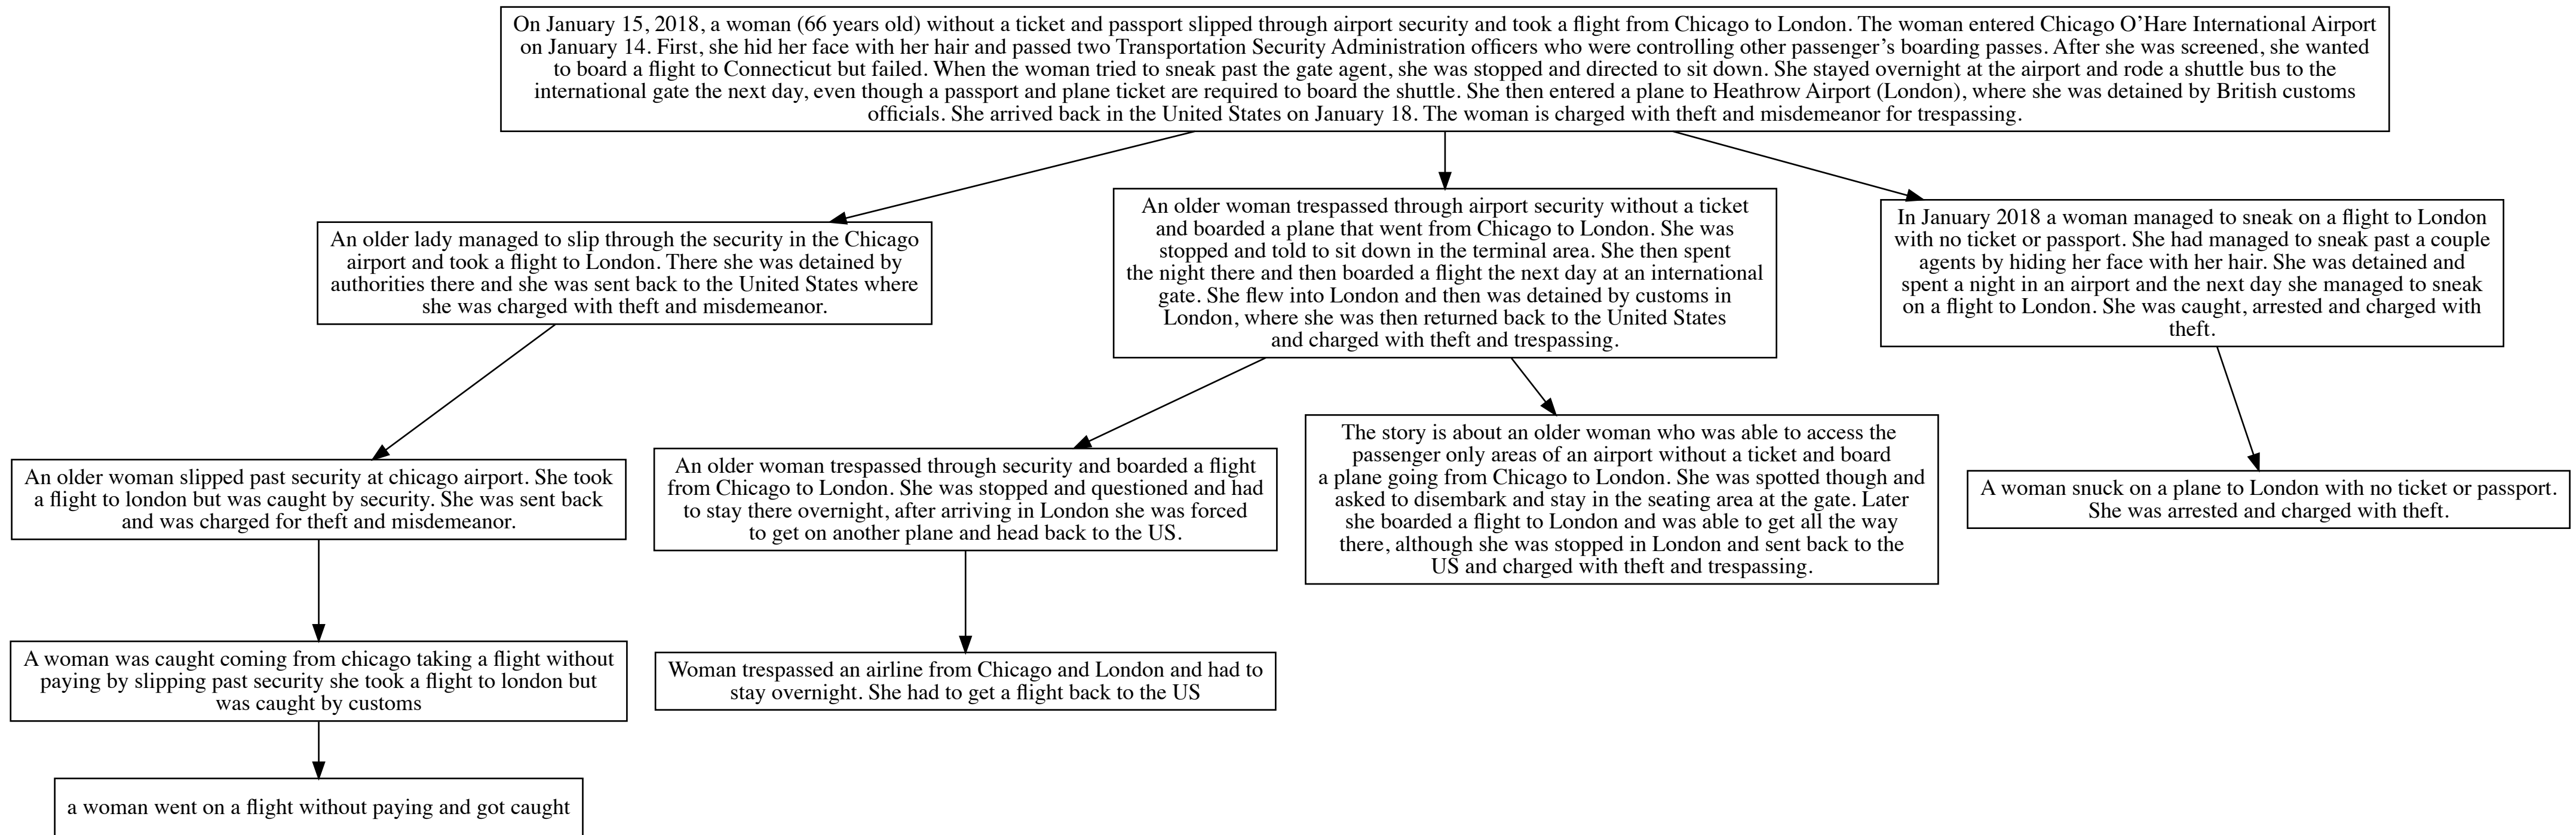 On January 15, 2018, a woman (66 years old) without a ticket and passport slipped through airport security and took a flight from Chicago to London. The woman entered Chicago O’Hare International Airport
on January 14. First, she hid her face with her hair and passed two Transportation Security Administration officers who were controlling other passenger’s boarding passes. After she was screened, she wanted
to board a flight to Connecticut but failed. When the woman tried to sneak past the gate agent, she was stopped and directed to sit down. She stayed overnight at the airport and rode a shuttle bus to the
international gate the next day, even though a passport and plane ticket are required to board the shuttle. She then entered a plane to Heathrow Airport (London), where she was detained by British customs
officials. She arrived back in the United States on January 18. The woman is charged with theft and misdemeanor for trespassing.
An older lady managed to slip through the security in the Chicago
airport and took a flight to London. There she was detained by
authorities there and she was sent back to the United States where
she was charged with theft and misdemeanor.
An older woman trespassed through airport security without a ticket
and boarded a plane that went from Chicago to London. She was
stopped and told to sit down in the terminal area. She then spent
the night there and then boarded a flight the next day at an international
gate. She flew into London and then was detained by customs in
London, where she was then returned back to the United States
and charged with theft and trespassing.
In January 2018 a woman managed to sneak on a flight to London
with no ticket or passport. She had managed to sneak past a couple
agents by hiding her face with her hair. She was detained and
spent a night in an airport and the next day she managed to sneak
on a flight to London. She was caught, arrested and charged with
theft.
An older woman slipped past security at chicago airport. She took
a flight to london but was caught by security. She was sent back
and was charged for theft and misdemeanor.
An older woman trespassed through security and boarded a flight
from Chicago to London. She was stopped and questioned and had
to stay there overnight, after arriving in London she was forced
to get on another plane and head back to the US.
The story is about an older woman who was able to access the
passenger only areas of an airport without a ticket and board
a plane going from Chicago to London. She was spotted though and
asked to disembark and stay in the seating area at the gate. Later
she boarded a flight to London and was able to get all the way
there, although she was stopped in London and sent back to the
US and charged with theft and trespassing.
A woman snuck on a plane to London with no ticket or passport.
She was arrested and charged with theft.
A woman was caught coming from chicago taking a flight without
paying by slipping past security she took a flight to london but
was caught by customs
Woman trespassed an airline from Chicago and London and had to
stay overnight. She had to get a flight back to the US
a woman went on a flight without paying and got caught